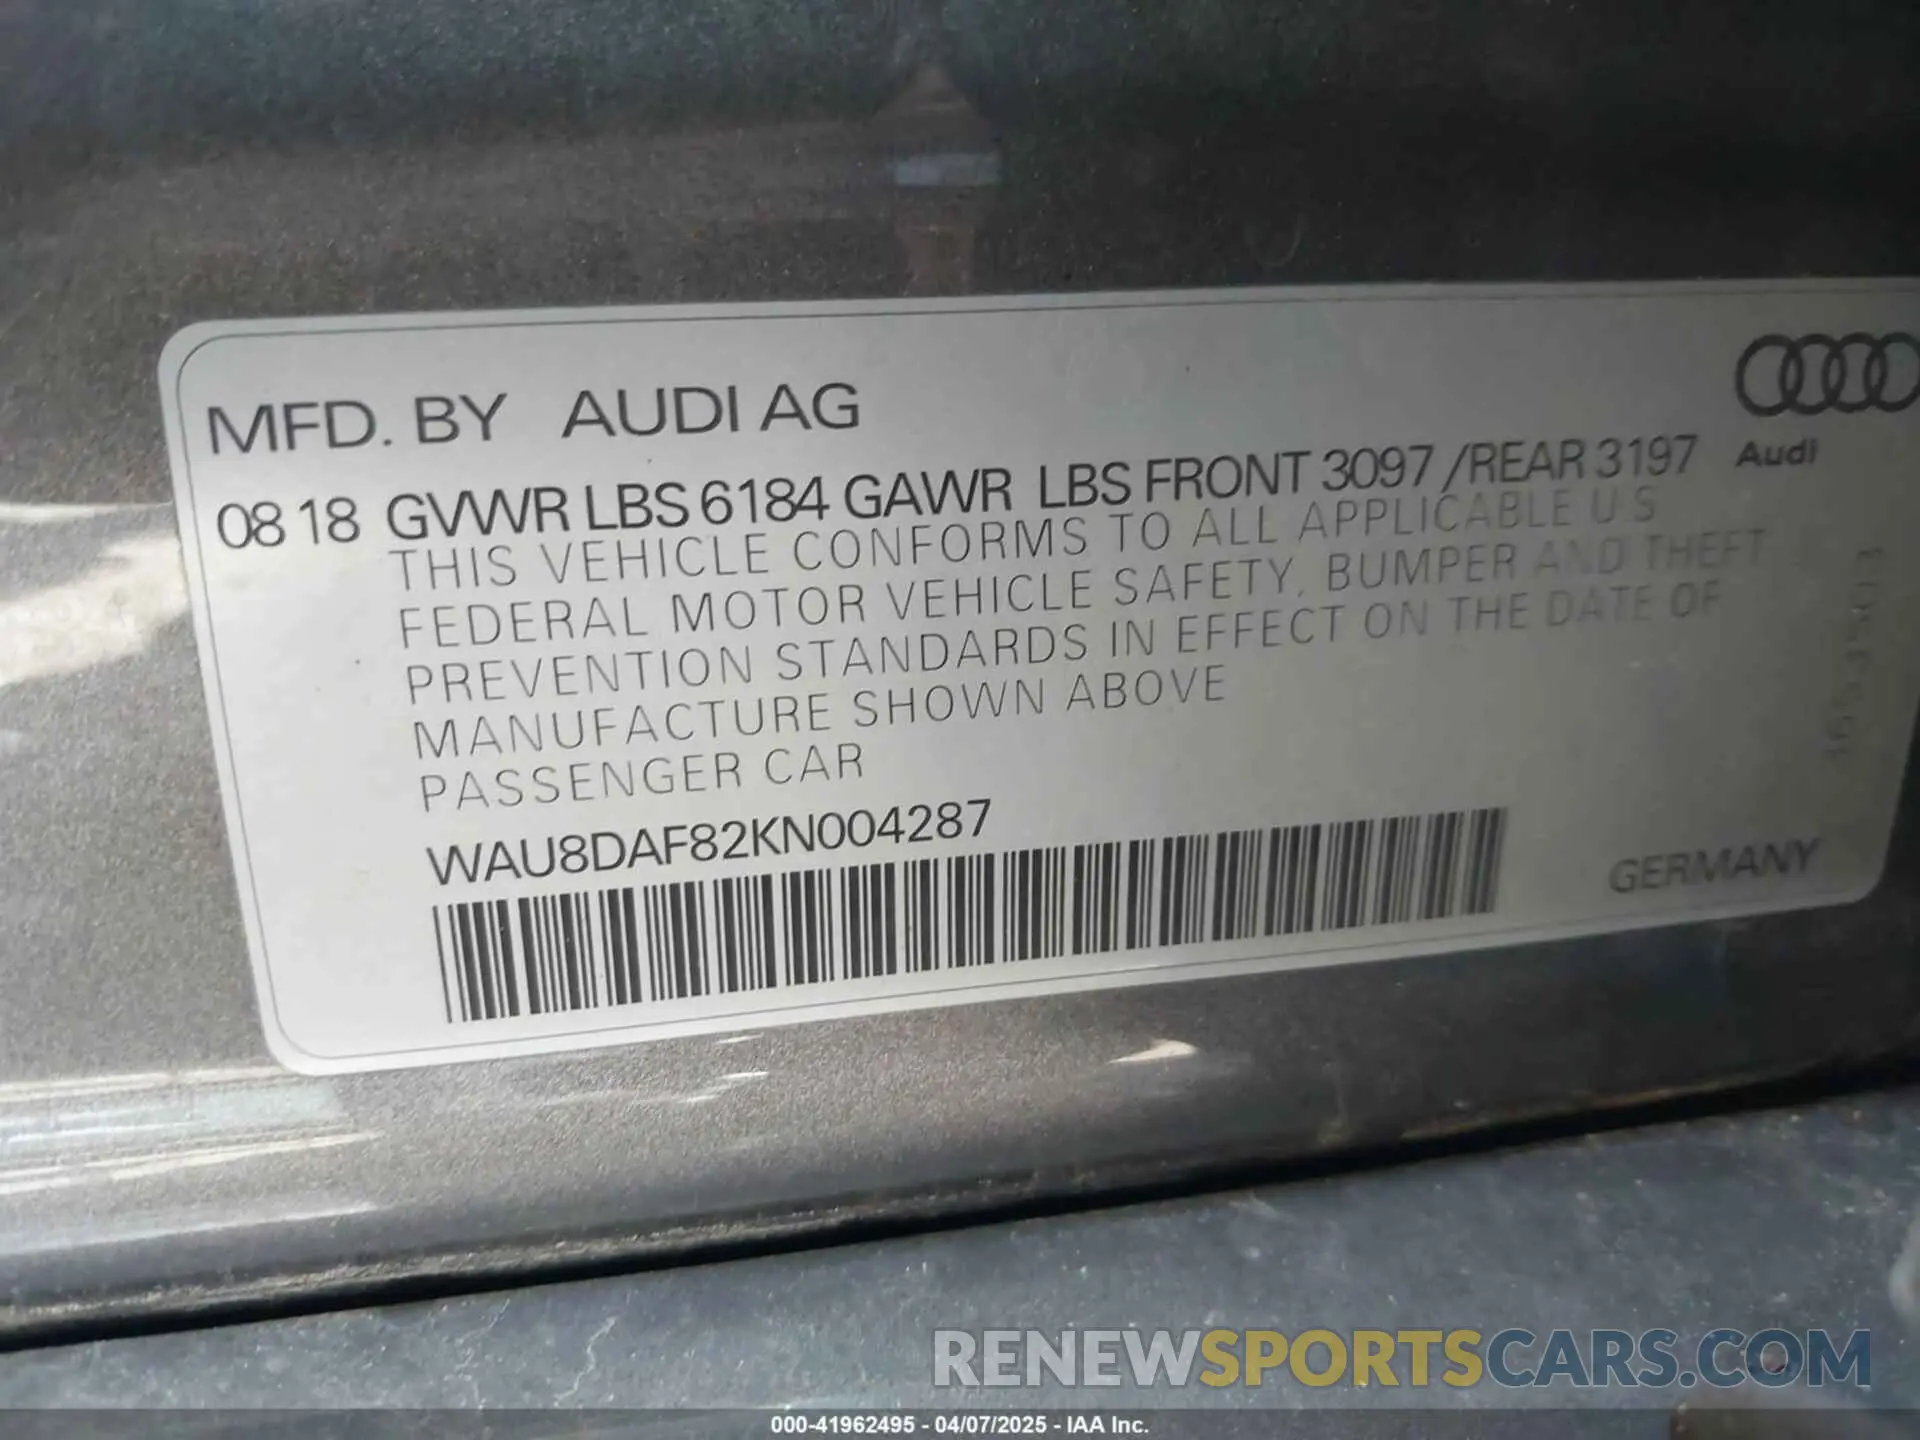 MFD. BY AUDI AG
08 18 GVWR LBS 6184 GAWR LBS FRONT 3097 /REAR 3197
Audi
THIS VEHICLE CONFORMS TO ALL APPLICABLE U S
FEDERAL MOTOR VEHICLE SAFETY, BUMPER AND THEFT
PREVENTION STANDARDS IN EFFECT ON THE DATE OF
MANUFACTURE SHOWN ABOVE
PASSENGER CAR
WAU8DAF82KN004287
GERMANY
RENEWSPORTSCARS.COM
000-41962495 - 04/07/2025 - IAA Inc.